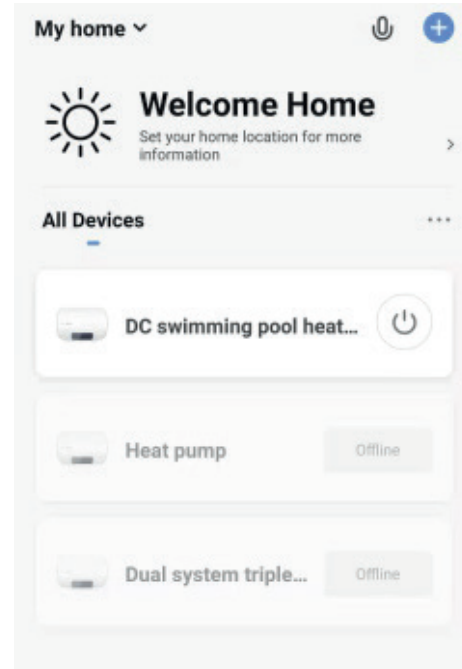 My home
Welcome Home
Set your home location for more
information
All Devices
DC swimming pool heat...
Heat pump
Offline
Dual system triple...
Offline